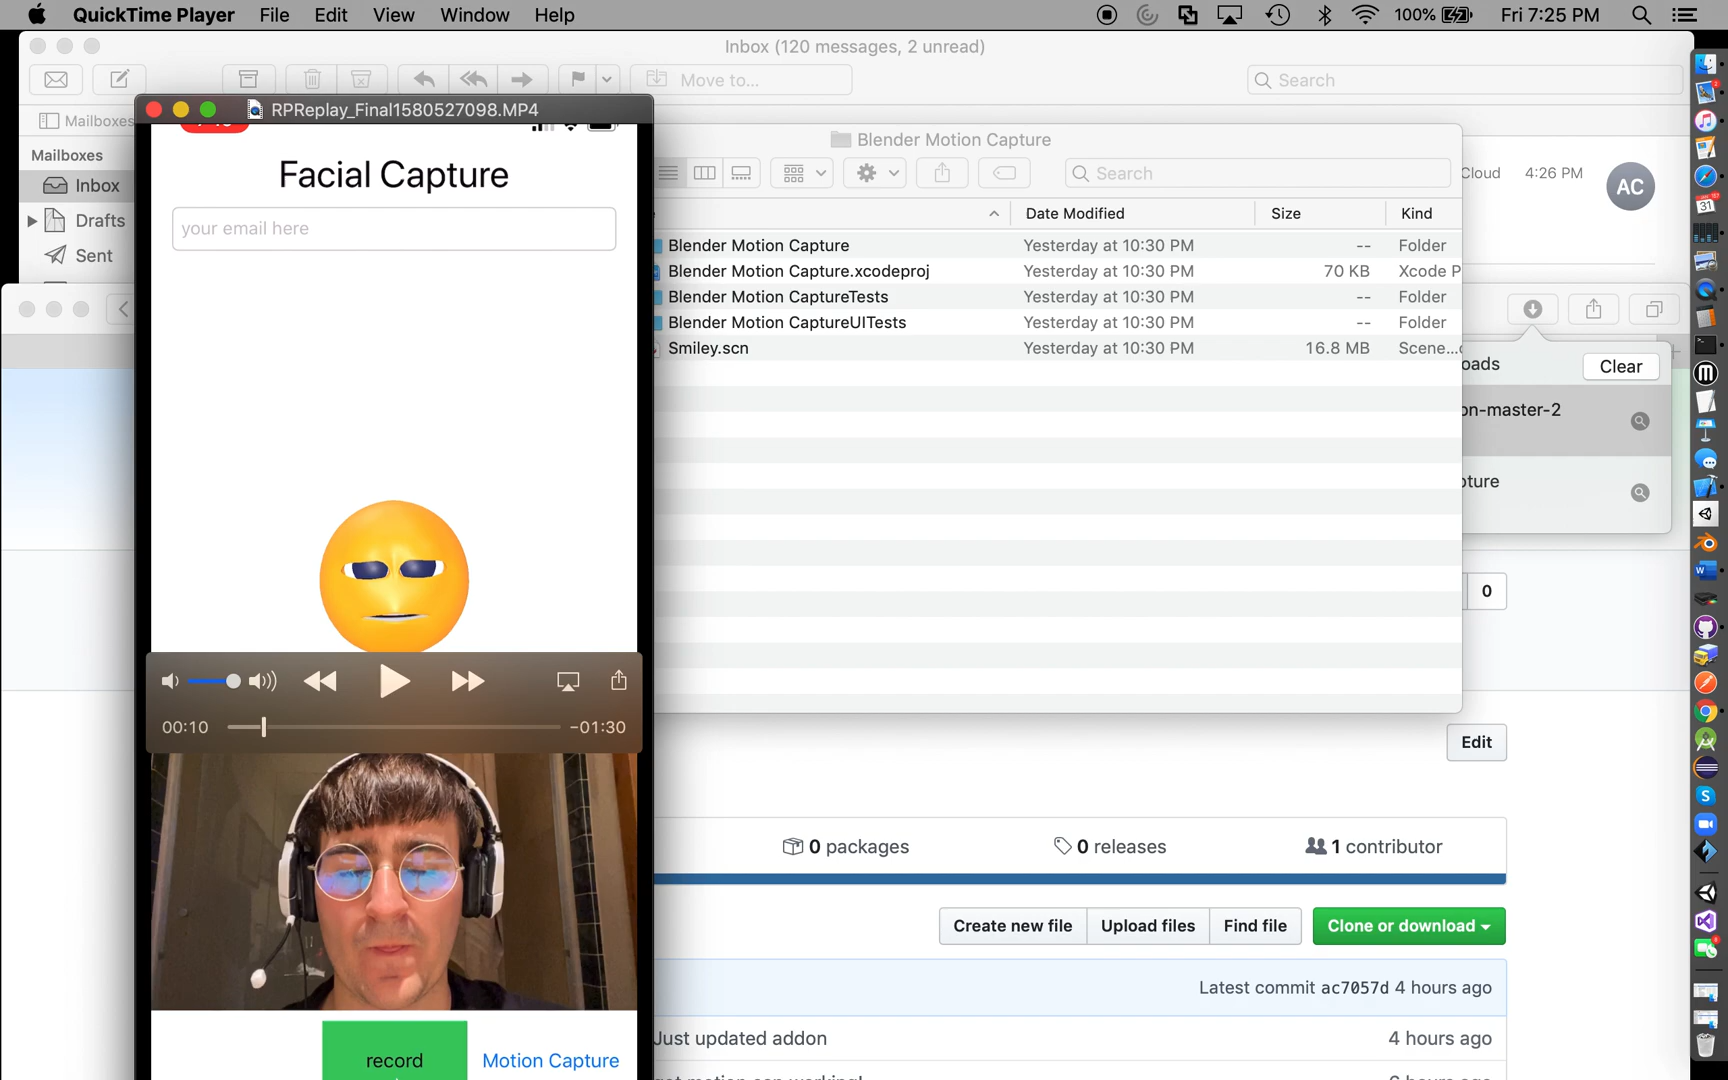 QuickTime Player File Edit View Window Help 100% Fri 7:25 PM
Inbox (120 messages, 2 unread)
Move to...
Search
RPReplay_Final1580527098.MP4
Mailboxes
Mailboxes
Inbox
Drafts
Sent
Facial Capture
your email here
00:10
-01:30
record
Motion Capture
Blender Motion Capture
Search
Date Modified Size Kind
Blender Motion Capture Yesterday at 10:30 PM -- Folder
Blender Motion Capture.xcodeproj Yesterday at 10:30 PM 70 KB Xcode P
Blender Motion CaptureTests Yesterday at 10:30 PM -- Folder
Blender Motion CaptureUITests Yesterday at 10:30 PM -- Folder
Smiley.scn Yesterday at 10:30 PM 16.8 MB Scene...
Cloud 4:26 PM
AC
oads
Clear
on-master-2
oture
0
Edit
0 packages
0 releases
1 contributor
Create new file
Upload files
Find file
Clone or download
Latest commit ac7057d 4 hours ago
Just updated addon
4 hours ago